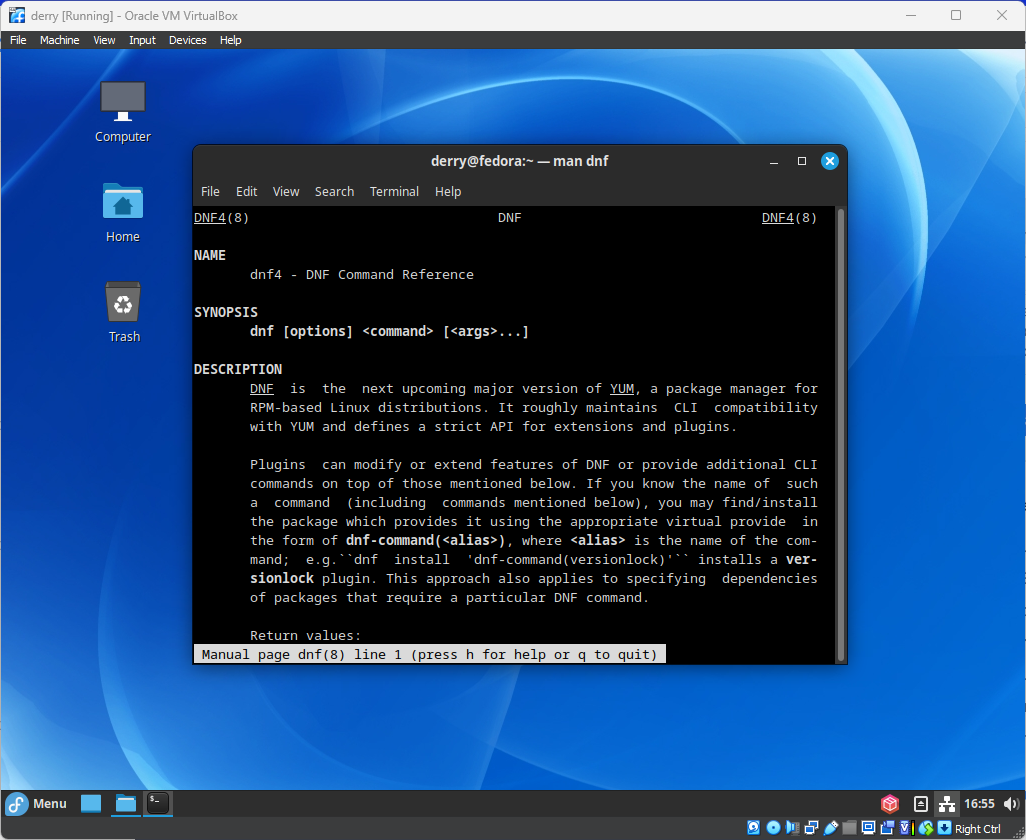 derry [Running] - Oracle VM VirtualBox
File Machine View Input Devices Help
Computer
Home
Trash
derry@fedora:~ — man dnf
File Edit View Search Terminal Help
DNF4(8) DNF DNF4(8)
NAME
dnf4 - DNF Command Reference
SYNOPSIS
dnf [options] <command> [<args>...]
DESCRIPTION
DNF is the next upcoming major version of YUM, a package manager for
RPM-based Linux distributions. It roughly maintains CLI compatibility
with YUM and defines a strict API for extensions and plugins.
Plugins can modify or extend features of DNF or provide additional CLI
commands on top of those mentioned below. If you know the name of such
a command (including commands mentioned below), you may find/install
the package which provides it using the appropriate virtual provide in
the form of dnf-command(<alias>), where <alias> is the name of the com-
mand; e.g.``dnf install 'dnf-command(versionlock)'`` installs a ver-
sionlock plugin. This approach also applies to specifying dependencies
of packages that require a particular DNF command.
Return values:
Manual page dnf(8) line 1 (press h for help or q to quit)
Menu
16:55
Right Ctrl